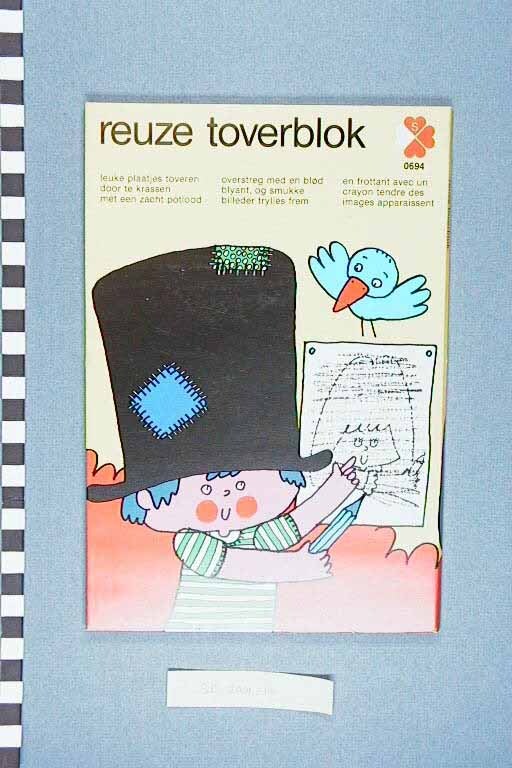 reuze toverblok
S
0694
leuke plaatjes toveren
door te krassen
met een zacht potlood
overstreg med en blød
blyant, og smukke
billeder trylles frem
en frottant avec un
crayon tendre des
images apparaissent